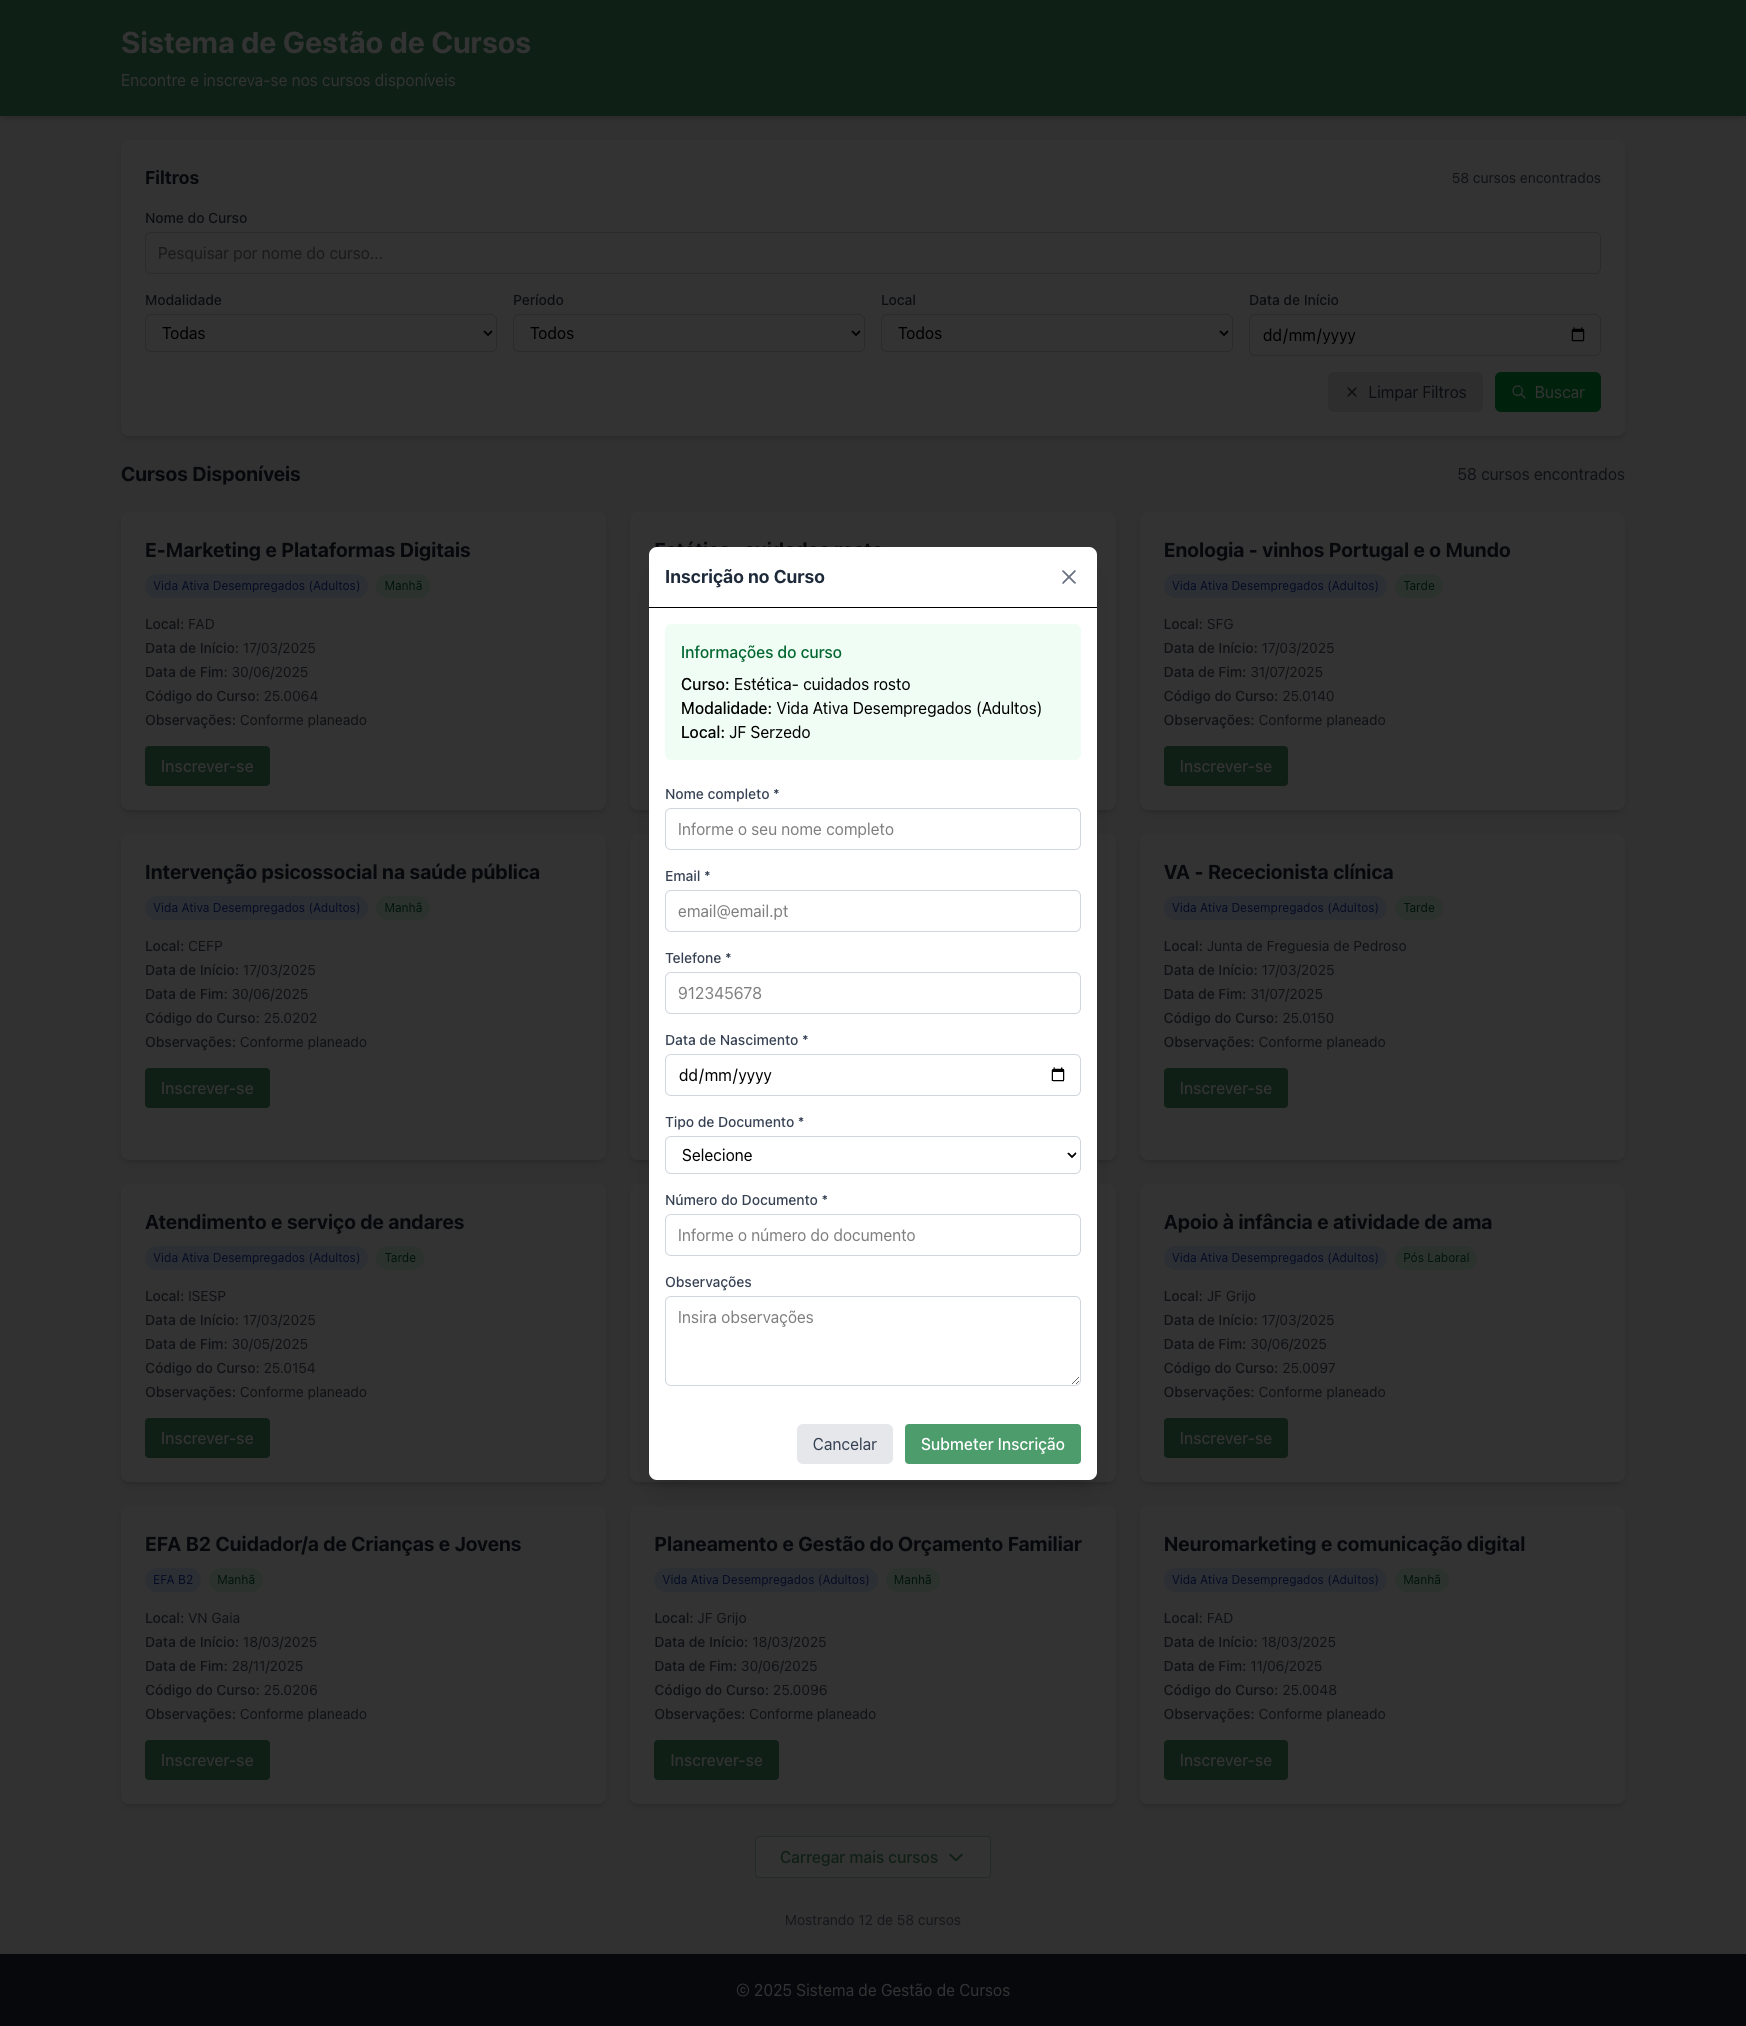 Sistema de Gestão de Cursos
Encontre e inscreva-se nos cursos disponíveis
Filtros
58 cursos encontrados
Nome do Curso
Pesquisar por nome do curso...
Modalidade
Período
Local
Data de Início
Todas
Todos
Todos
dd/mm/yyyy
Limpar Filtros
Buscar
Cursos Disponíveis
58 cursos encontrados
E-Marketing e Plataformas Digitais
Vida Ativa Desempregados (Adultos)
Manhã
Local: FAD
Data de Início: 17/03/2025
Data de Fim: 30/06/2025
Código do Curso: 25.0064
Observações: Conforme planeado
Inscrever-se
Enologia - vinhos Portugal e o Mundo
Vida Ativa Desempregados (Adultos)
Tarde
Local: SFG
Data de Início: 17/03/2025
Data de Fim: 31/07/2025
Código do Curso: 25.0140
Observações: Conforme planeado
Inscrever-se
Inscrição no Curso
Informações do curso
Curso: Estética- cuidados rosto
Modalidade: Vida Ativa Desempregados (Adultos)
Local: JF Serzedo
Nome completo *
Informe o seu nome completo
Email *
email@email.pt
Telefone *
912345678
Data de Nascimento *
dd/mm/yyyy
Tipo de Documento *
Selecione
Número do Documento *
Informe o número do documento
Observações
Insira observações
Cancelar
Submeter Inscrição
Intervenção psicossocial na saúde pública
Vida Ativa Desempregados (Adultos)
Manhã
Local: CEFP
Data de Início: 17/03/2025
Data de Fim: 30/06/2025
Código do Curso: 25.0202
Observações: Conforme planeado
Inscrever-se
VA - Rececionista clínica
Vida Ativa Desempregados (Adultos)
Tarde
Local: Junta de Freguesia de Pedroso
Data de Início: 17/03/2025
Data de Fim: 31/07/2025
Código do Curso: 25.0150
Observações: Conforme planeado
Inscrever-se
Atendimento e serviço de andares
Vida Ativa Desempregados (Adultos)
Tarde
Local: ISESP
Data de Início: 17/03/2025
Data de Fim: 30/05/2025
Código do Curso: 25.0154
Observações: Conforme planeado
Inscrever-se
Apoio à infância e atividade de ama
Vida Ativa Desempregados (Adultos)
Pós Laboral
Local: JF Grijo
Data de Início: 17/03/2025
Data de Fim: 30/06/2025
Código do Curso: 25.0097
Observações: Conforme planeado
Inscrever-se
EFA B2 Cuidador/a de Crianças e Jovens
EFA B2
Manhã
Local: VN Gaia
Data de Início: 18/03/2025
Data de Fim: 28/11/2025
Código do Curso: 25.0206
Observações: Conforme planeado
Inscrever-se
Planeamento e Gestão do Orçamento Familiar
Vida Ativa Desempregados (Adultos)
Manhã
Local: JF Grijo
Data de Início: 18/03/2025
Data de Fim: 30/06/2025
Código do Curso: 25.0096
Observações: Conforme planeado
Inscrever-se
Neuromarketing e comunicação digital
Vida Ativa Desempregados (Adultos)
Manhã
Local: FAD
Data de Início: 18/03/2025
Data de Fim: 11/06/2025
Código do Curso: 25.0048
Observações: Conforme planeado
Inscrever-se
Carregar mais cursos
Mostrando 12 de 58 cursos
© 2025 Sistema de Gestão de Cursos